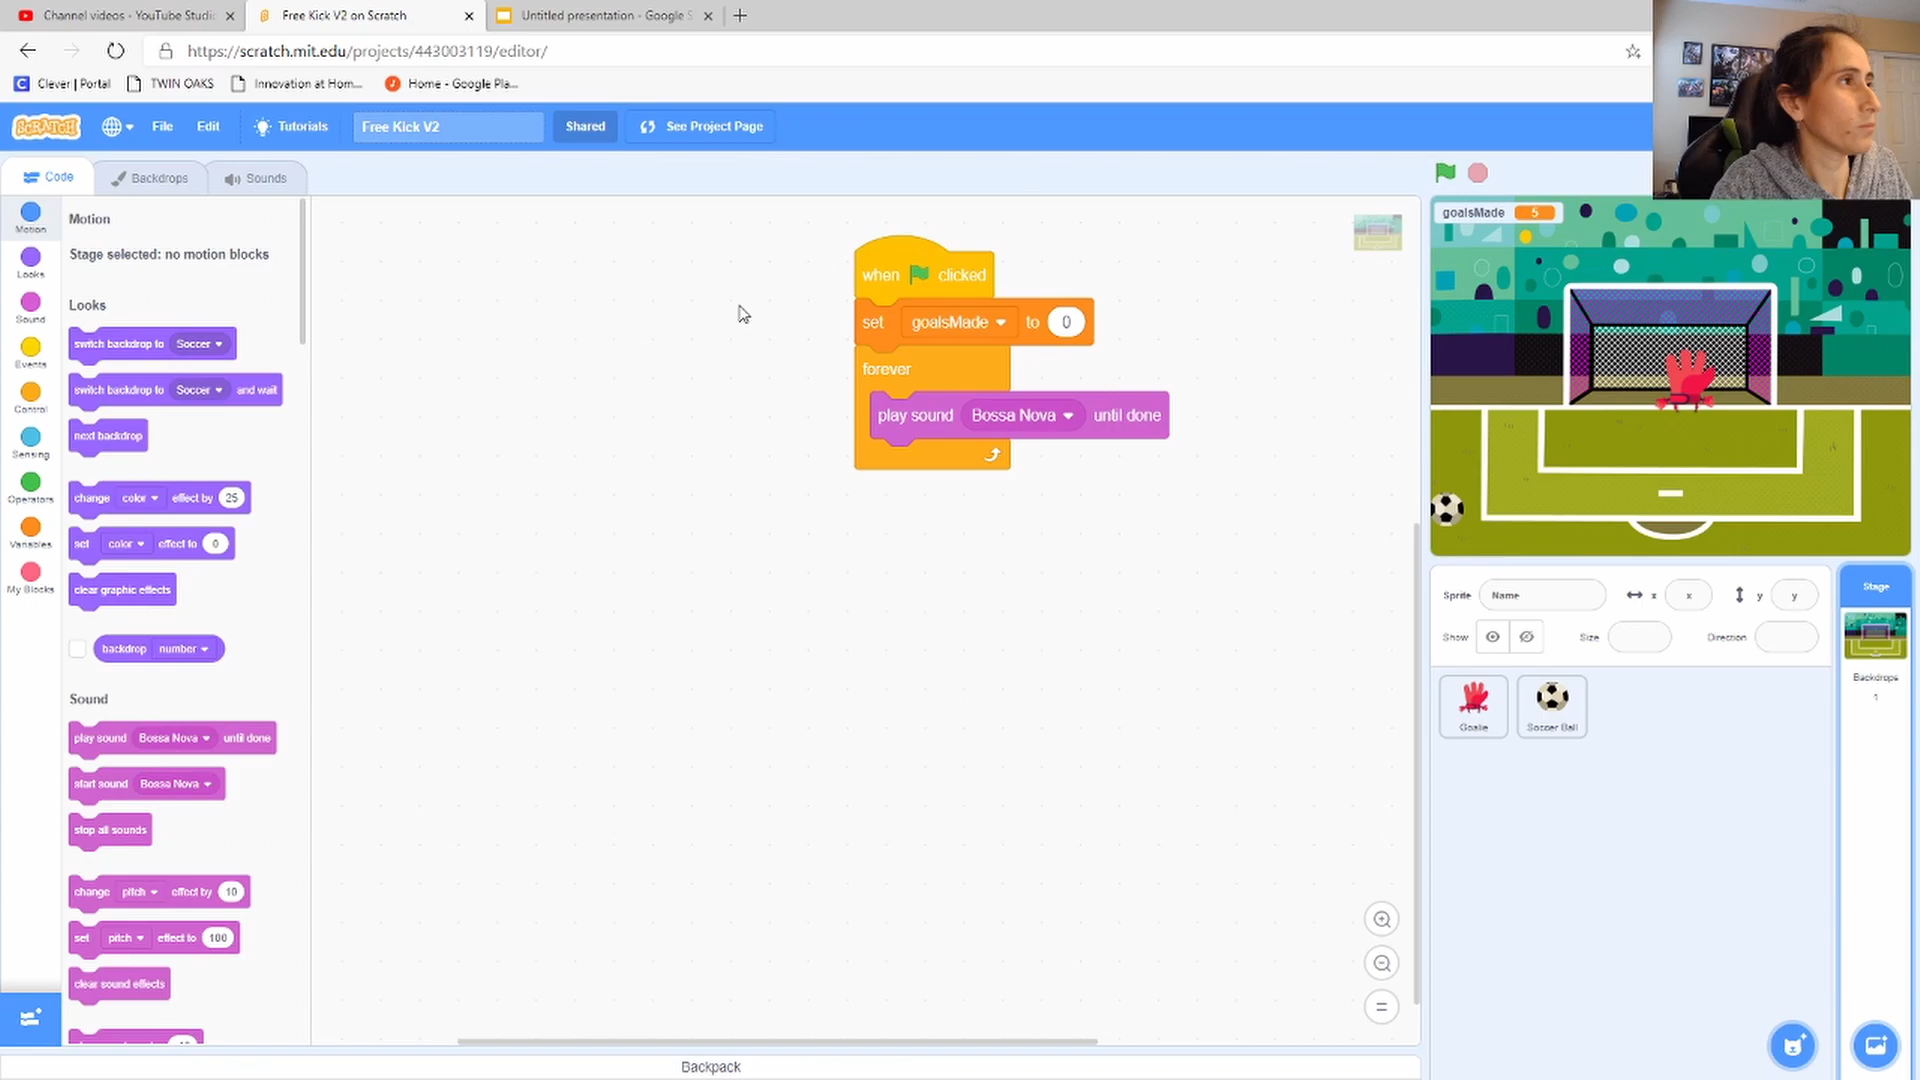 Channel videos - YouTube Studi
Free Kick V2 on Scratch
Untitled presentation - Google S
https://scratch.mit.edu/projects/443003119/editor/
Clever | Portal
TWIN OAKS
Innovation at Hom...
Home - Google Pla...
SCRATCH
File
Edit
Tutorials
Free Kick V2
Shared
See Project Page
Code
Backdrops
Sounds
Motion
Looks
Sound
Events
Control
Sensing
Operators
Variables
My Blocks
Motion
Stage selected: no motion blocks
Looks
switch backdrop to Soccer
switch backdrop to Soccer and wait
next backdrop
change color effect by 25
set color effect to 0
clear graphic effects
backdrop number
Sound
play sound Bossa Nova until done
start sound Bossa Nova
stop all sounds
change pitch effect by 10
set pitch effect to 100
clear sound effects
when clicked
set goalsMade to 0
forever
play sound Bossa Nova until done
goalsMade 5
Sprite Name x x y y
Show Size Direction
Goalie
Soccer Ball
Stage
Backdrops
1
Backpack